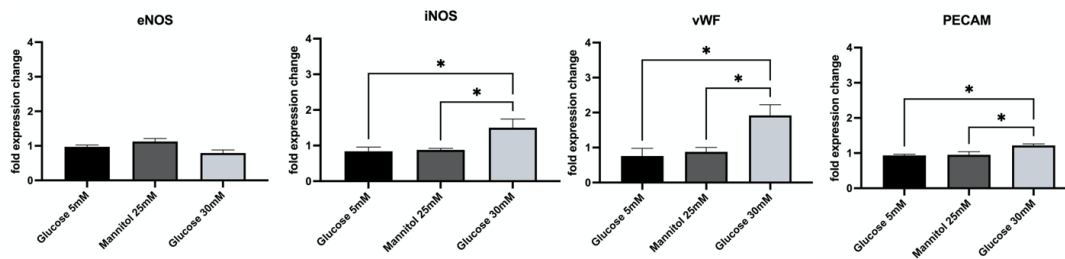 eNOS
fold expression change
4
3
2
1
0
Glucose 5mM
Mannitol 25mM
Glucose 30mM
iNOS
fold expression change
4
3
2
1
0
*
*
Glucose 5mM
Mannitol 25mM
Glucose 30mM
vWF
fold expression change
4
3
2
1
0
*
*
Glucose 5mM
Mannitol 25mM
Glucose 30mM
PECAM
fold expression change
4
3
2
1
0
*
*
Glucose 5mM
Mannitol 25mM
Glucose 30mM